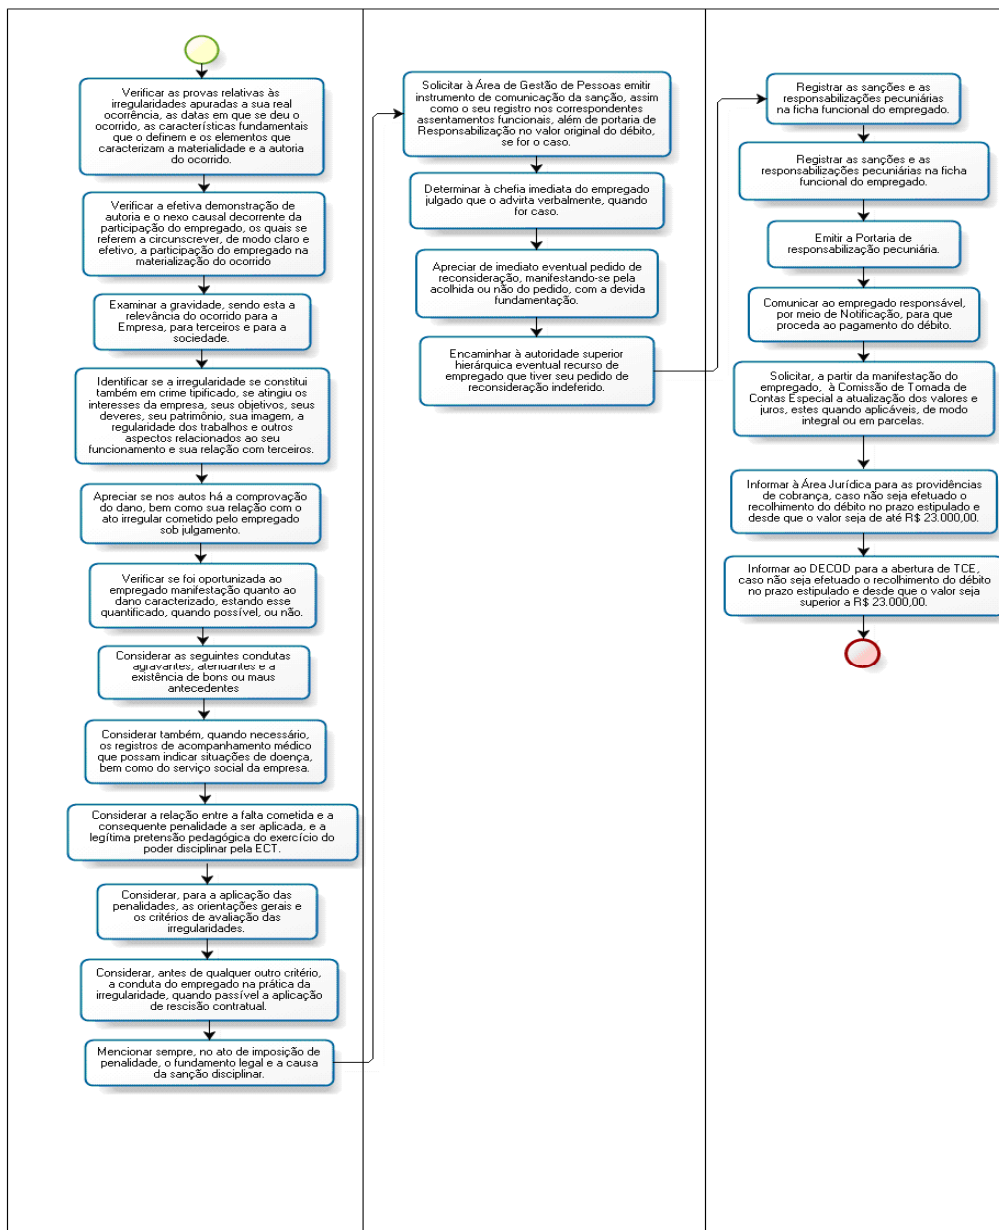 Verificar as provas relativas às
irregularidades apuradas a sua real
ocorrência, as datas em que se deu o
ocorrido, as características fundamentais
que o definem e os elementos que
caracterizam a materialidade e a autoria
do ocorrido.
Verificar a efetiva demonstração de
autoria e o nexo causal decorrente da
participação do empregado, os quais se
referem a circunscrever, de modo claro e
efetivo, a participação do empregado na
materialização do ocorrido
Examinar a gravidade, sendo esta a
relevância do ocorrido para a
Empresa, para terceiros e para a
sociedade.
Identificar se a irregularidade se constitui
também em crime tipificado, se atingiu os
interesses da empresa, seus objetivos, seus
deveres, seu patrimônio, sua imagem, a
regularidade dos trabalhos e outros
aspectos relacionados ao seu
funcionamento e sua relação com terceiros.
Apreciar se nos autos há a comprovação
do dano, bem como sua relação com o
ato irregular cometido pelo empregado
sob julgamento.
Verificar se foi oportunizada ao
empregado manifestação quanto ao
dano caracterizado, estando esse
quantificado, quando possível, ou não.
Considerar as seguintes condutas
agravantes, atenuantes e a
existência de bons ou maus
antecedentes
Considerar também, quando necessário,
os registros de acompanhamento médico
que possam indicar situações de doença,
bem como do serviço social da empresa.
Considerar a relação entre a falta cometida e a
consequente penalidade a ser aplicada, e a
legítima pretensão pedagógica do exercício do
poder disciplinar pela ECT.
Considerar, para a aplicação das
penalidades, as orientações gerais e
os critérios de avaliação das
irregularidades.
Considerar, antes de qualquer outro critério,
a conduta do empregado na prática da
irregularidade, quando passível a aplicação
de rescisão contratual.
Mencionar sempre, no ato de imposição de
penalidade, o fundamento legal e a causa
da sanção disciplinar.
Solicitar à Área de Gestão de Pessoas emitir
instrumento de comunicação da sanção, assim
como o seu registro nos correspondentes
assentamentos funcionais, além de portaria de
Responsabilização no valor original do débito,
se for o caso.
Determinar à chefia imediata do empregado
julgado que o advirta verbalmente, quando
for caso.
Apreciar de imediato eventual pedido de
reconsideração, manifestando-se pela
acolhida ou não do pedido, com a devida
fundamentação.
Encaminhar à autoridade superior
hierárquica eventual recurso de
empregado que tiver seu pedido de
reconsideração indeferido.
Registrar as sanções e as
responsabilizações pecuniárias
na ficha funcional do empregado.
Registrar as sanções e as
responsabilizações pecuniárias na ficha
funcional do empregado.
Emitir a Portaria de
responsabilização pecuniária.
Comunicar ao empregado responsável,
por meio de Notificação, para que
proceda ao pagamento do débito.
Solicitar, a partir da manifestação do
empregado, à Comissão de Tomada de
Contas Especial a atualização dos valores e
juros, estes quando aplicáveis, de modo
integral ou em parcelas.
Informar à Área Jurídica para as providências
de cobrança, caso não seja efetuado o
recolhimento do débito no prazo estipulado e
desde que o valor seja de até R$ 23.000,00.
Informar ao DECOD para a abertura de TCE,
caso não seja efetuado o recolhimento do débito
no prazo estipulado e desde que o valor seja
superior a R$ 23.000,00.